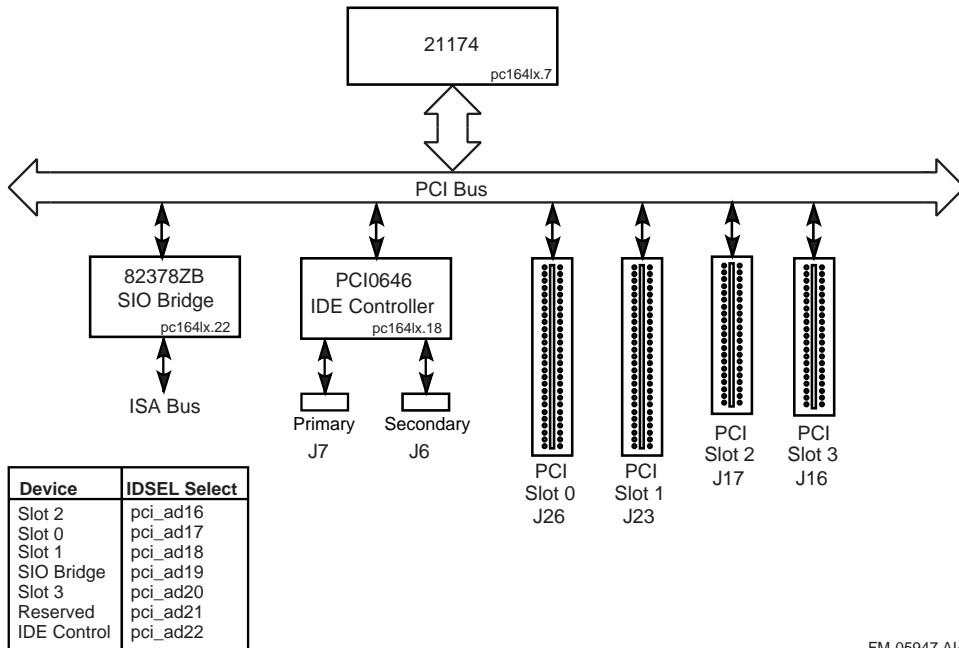 21174
pc164lx.7
PCI Bus
82378ZB
SIO Bridge
pc164lx.22
ISA Bus
PCI0646
IDE Controller
pc164lx.18
Primary
J7
Secondary
J6
PCI
Slot 0
J26
PCI
Slot 1
J23
PCI
Slot 2
J17
PCI
Slot 3
J16
Device IDSEL Select
Slot 2 pci_ad16
Slot 0 pci_ad17
Slot 1 pci_ad18
SIO Bridge pci_ad19
Slot 3 pci_ad20
Reserved pci_ad21
IDE Control pci_ad22